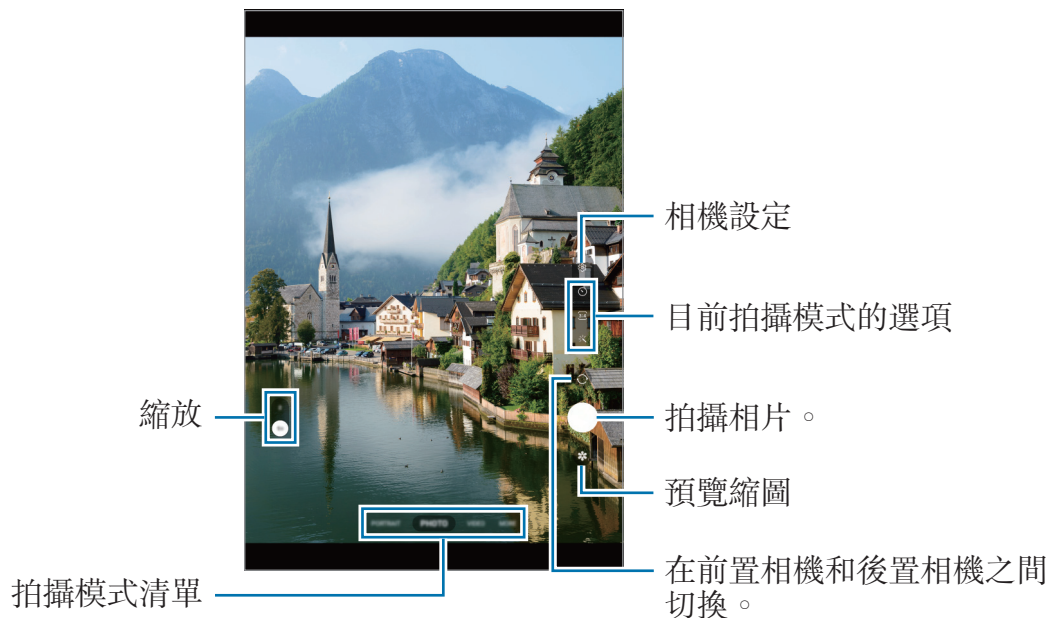 相機設定
目前拍攝模式的選項
縮放
拍攝相片。
預覽縮圖
PORTRAIT PHOTO VIDEO MORE
在前置相機和後置相機之間
切換。
拍攝模式清單